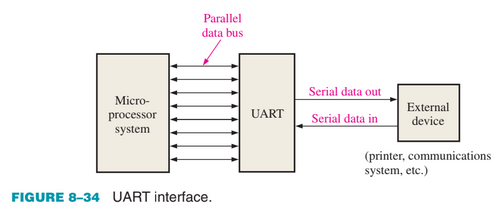 Parallel
data bus
Micro-
processor
system
UART
Serial data out
Serial data in
External
device
(printer, communications
system, etc.)
FIGURE 8–34 UART interface.